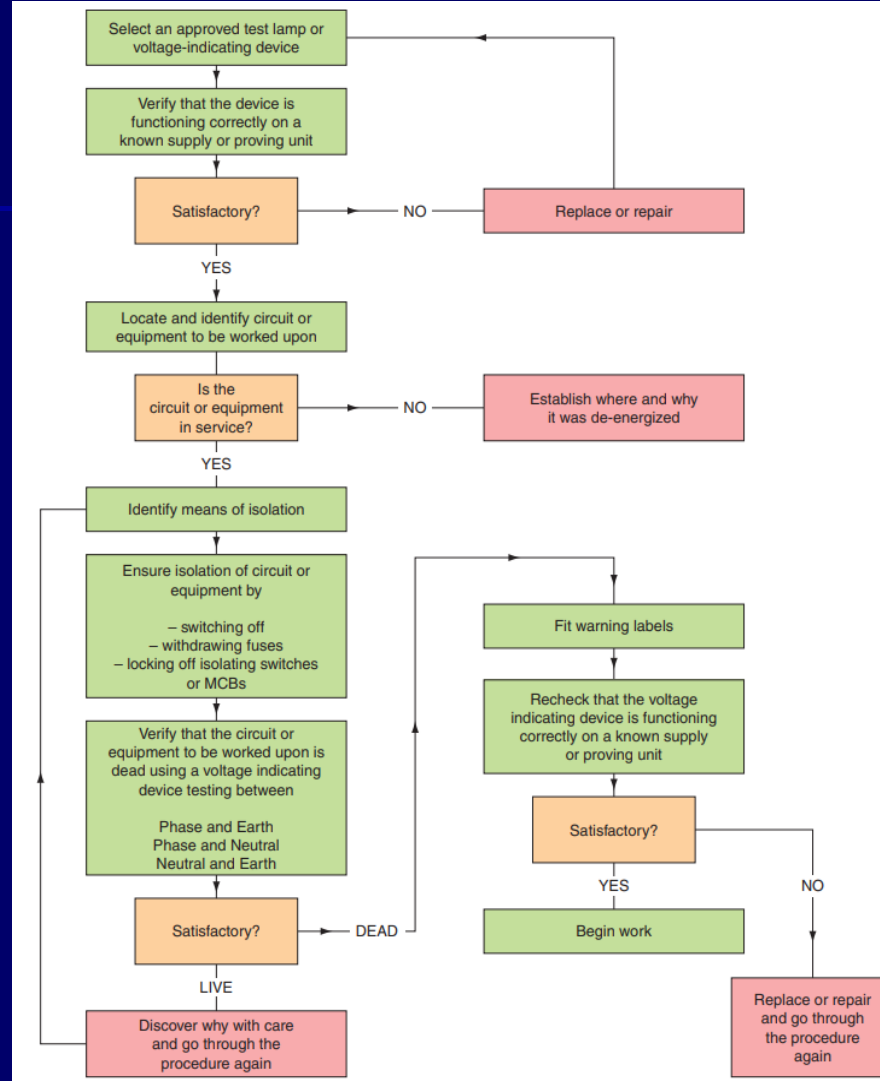 Select an approved test lamp or
voltage-indicating device
Verify that the device is
functioning correctly on a
known supply or proving unit
Satisfactory?
NO
Replace or repair
YES
Locate and identify circuit or
equipment to be worked upon
Is the
circuit or equipment
in service?
NO
Establish where and why
it was de-energized
YES
Identify means of isolation
Ensure isolation of circuit or
equipment by
– switching off
– withdrawing fuses
– locking off isolating switches
or MCBs
Verify that the circuit or
equipment to be worked upon is
dead using a voltage indicating
device testing between
Phase and Earth
Phase and Neutral
Neutral and Earth
Satisfactory?
DEAD
LIVE
Discover why with care
and go through the
procedure again
Fit warning labels
Recheck that the voltage
indicating device is functioning
correctly on a known supply
or proving unit
Satisfactory?
YES
NO
Begin work
Replace or repair
and go through
the procedure
again